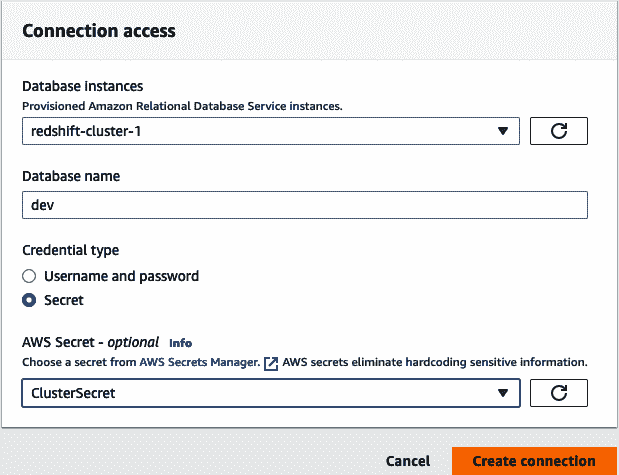 Connection access
Database instances
Provisioned Amazon Relational Database Service instances.
redshift-cluster-1
Database name
dev
Credential type
Username and password
Secret
AWS Secret - optional Info
Choose a secret from AWS Secrets Manager. AWS secrets eliminate hardcoding sensitive information.
ClusterSecret
Cancel Create connection